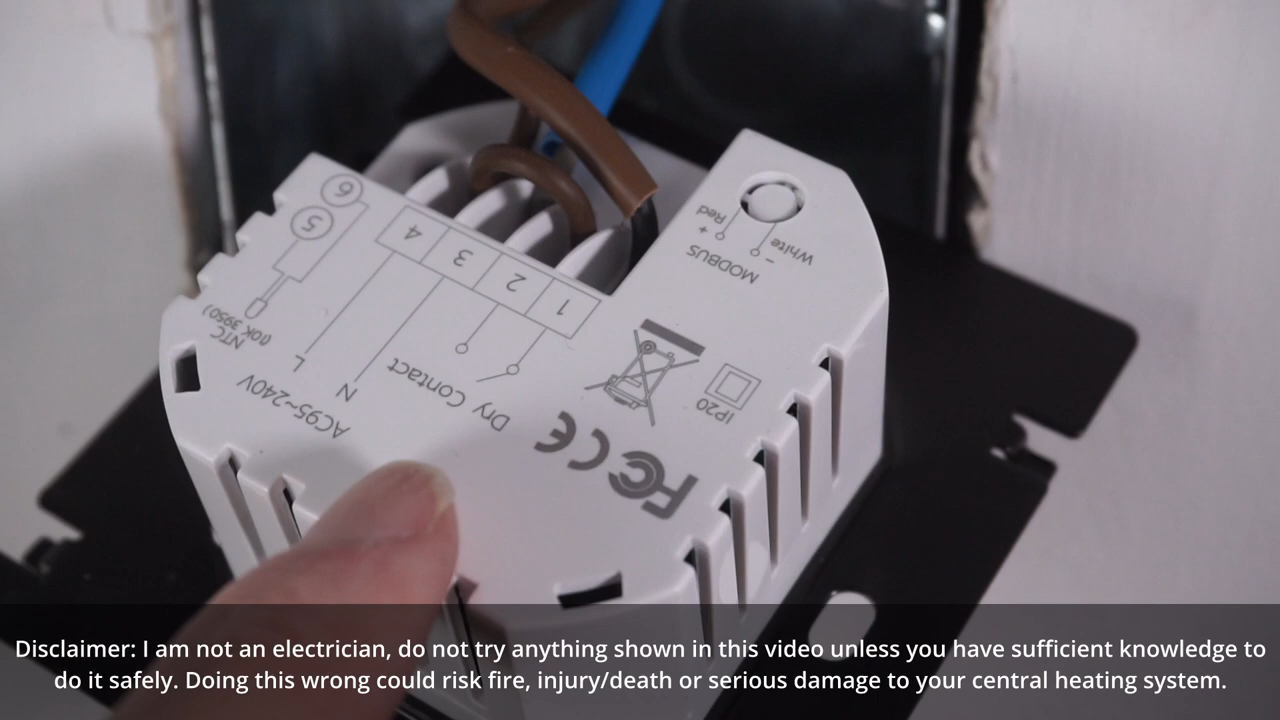 6
5
4
3
2
1
NTC
(10K 3950)
L
N
AC95~240V
Dry Contact
Red
+
White
-
MODBUS
IP20
CE
FC
Disclaimer: I am not an electrician, do not try anything shown in this video unless you have sufficient knowledge to
do it safely. Doing this wrong could risk fire, injury/death or serious damage to your central heating system.